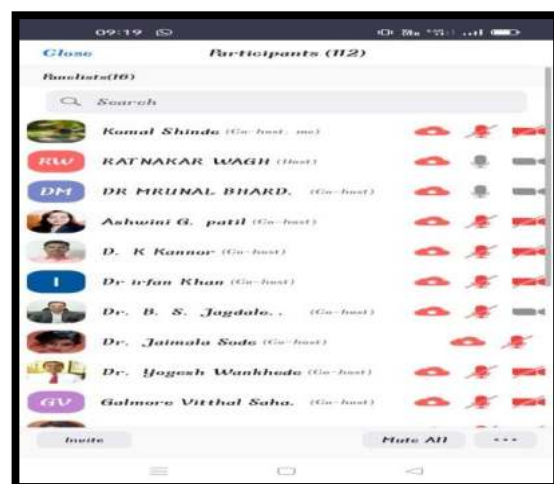 09:19
Close Participants (112)
Panelists(16)
Search
Komal Shinde (Co-host, me)
RW RATNAKAR WAGH (Host)
DM DR MRUNAL BHARD. (Co-host)
Ashwini G. patil (Co-host)
D. K Kannor (Co-host)
I Dr irfan Khan (Co-host)
Dr. B. S. Jagdale.. (Co-host)
Dr. Jaimala Sode (Co-host)
Dr. Yogesh Wankhede (Co-host)
GV Galmore Vitthal Saha. (Co-host)
Invite Mute All ...